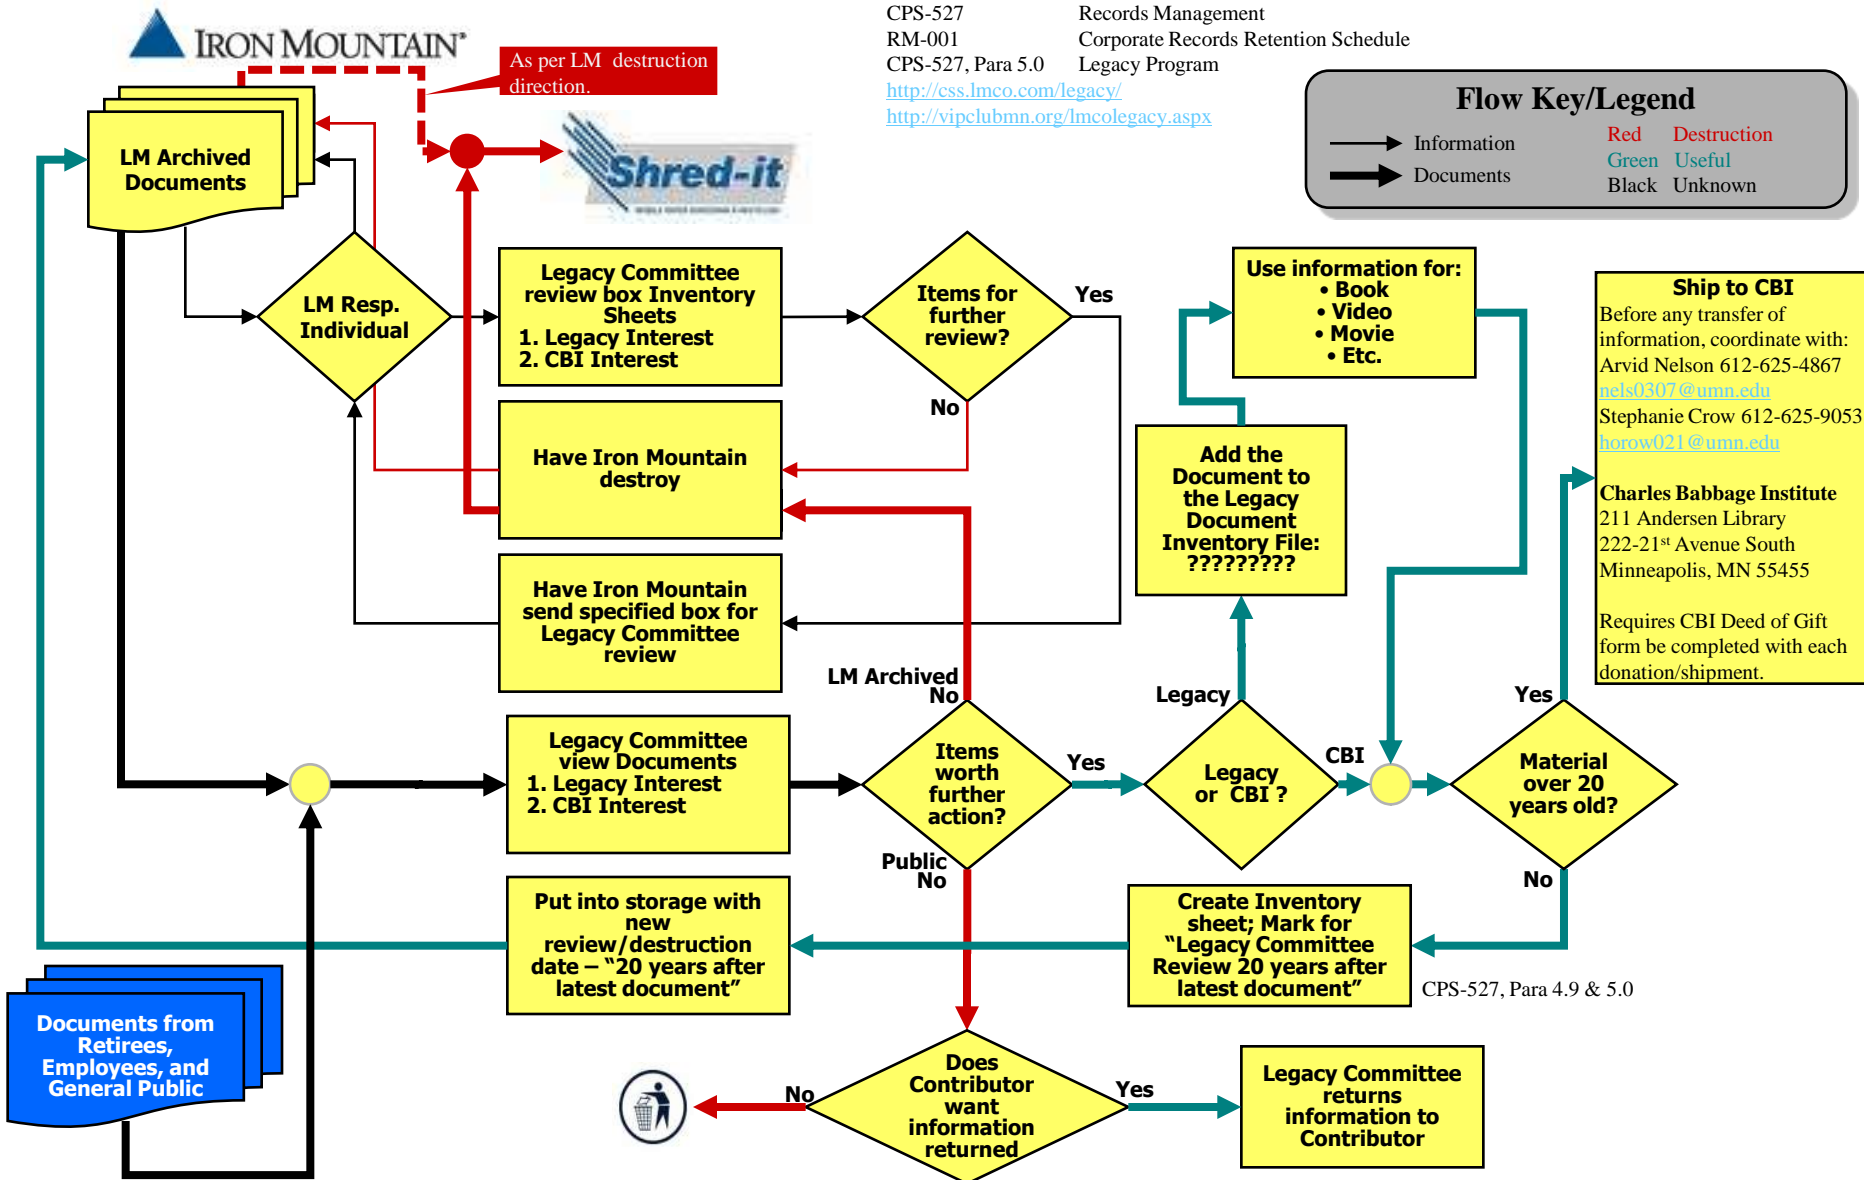 IRON MOUNTAIN®
As per LM destruction
direction.
CPS-527 Records Management
RM-001 Corporate Records Retention Schedule
CPS-527, Para 5.0 Legacy Program
http://css.lmco.com/legacy/
http://vipclubmn.org/lmcolegacy.aspx
Flow Key/Legend
Information
Documents
Red Destruction
Green Useful
Black Unknown
LM Archived
Documents
Shred-it
LM Resp.
Individual
Legacy Committee
review box Inventory
Sheets
1. Legacy Interest
2. CBI Interest
Items for
further
review?
Yes
No
Have Iron Mountain
destroy
Have Iron Mountain
send specified box for
Legacy Committee
review
Use information for:
• Book
• Video
• Movie
• Etc.
Add the
Document to
the Legacy
Document
Inventory File:
?????????
Ship to CBI
Before any transfer of
information, coordinate with:
Arvid Nelson 612-625-4867
nels0307@umn.edu
Stephanie Crow 612-625-9053
horow021@umn.edu
Charles Babbage Institute
211 Andersen Library
222-21st Avenue South
Minneapolis, MN 55455
Requires CBI Deed of Gift
form be completed with each
donation/shipment.
LM Archived
No
Legacy Committee
view Documents
1. Legacy Interest
2. CBI Interest
Items
worth
further
action?
Yes
Public
No
Legacy
Legacy
or CBI ?
CBI
Yes
Material
over 20
years old?
No
Put into storage with
new
review/destruction
date – “20 years after
latest document”
Create Inventory
sheet; Mark for
“Legacy Committee
Review 20 years after
latest document”
CPS-527, Para 4.9 & 5.0
Documents from
Retirees,
Employees, and
General Public
No
Does
Contributor
want
information
returned
Yes
Legacy Committee
returns
information to
Contributor